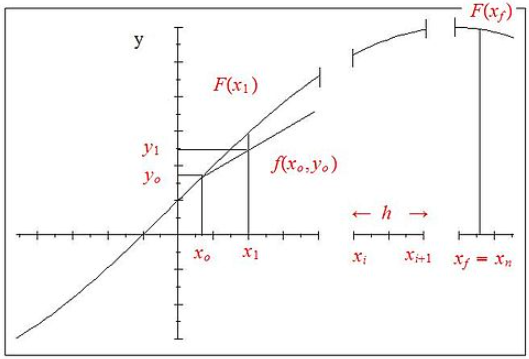 F(x_f)
y
F(x_1)
y_1
f(x_o, y_o)
y_o
← h →
x_o x_1 x_i x_{i+1} x_f = x_n